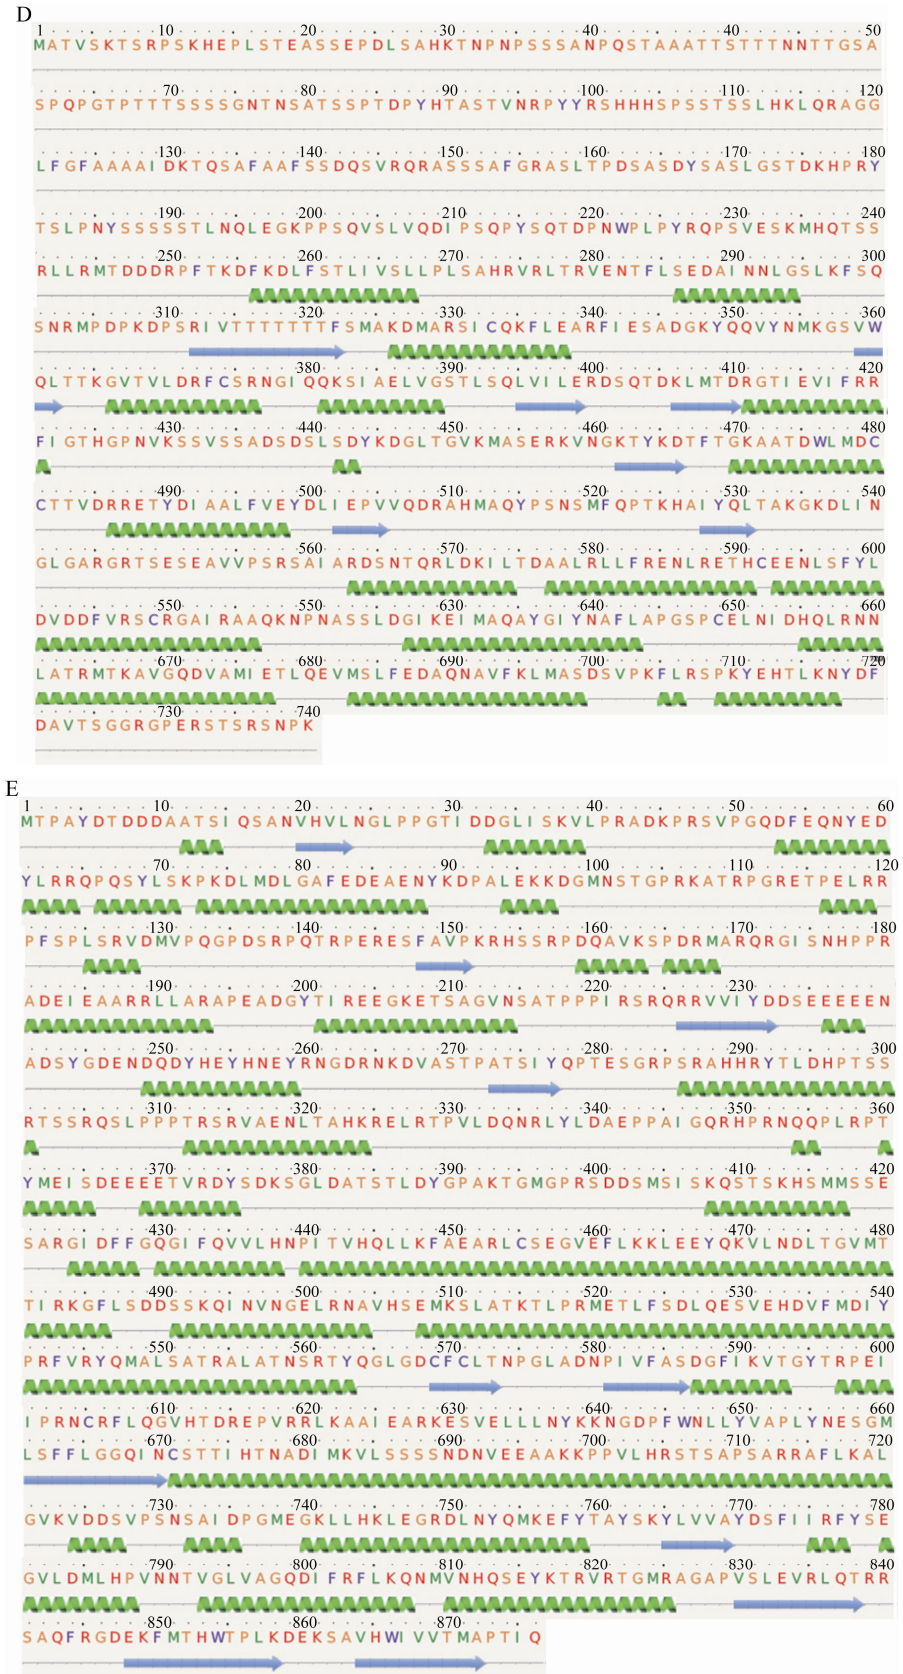 D
1 10 20 30 40 50
MATVSKTSRPSKHEPLSTEASSEPDLSAHKTNPNPSSSANPQSTAAATTSTTTNNTTGSA
70 80 90 100 110 120
SPQPGTPTTTSSSSGNTNSATSSPTDPYHTASTVNRPYYRSHHHSPSSTSSLHKLQRAGG
130 140 150 160 170 180
LFGFAAAAIDKTQSAFAAFSSDQSVRQRASSSAFGRASLTPDSASDYSASLGSTDKHPRY
190 200 210 220 230 240
TSLPNYSSSSSTLNQLEGKPPSQVSLVQDIPSQPYSQTDPNWPLPYRQPSVESKMHQTSS
250 260 270 280 290 300
RLLRMTDDDRPFTKDFKDLFSTLIVSLLPLSAHRVRLTRVENTFLSEDAINNLGSLKFSQ
310 320 330 340 350 360
SNRMPDPKDPSRIVTTTTTTTFSMAKDMARSICQKFLEARFIESADGKYQQVYNMKGSVW
380 390 400 410 420
QLTTKGVTVLDRFCSRNGIQQKSIAELVGSTLSQLVILERDSQTDKLMTDRGTIEVIFRR
430 440 450 460 470 480
FIGTHGPNVKSSVSSADSDSLSDYKDGLTGVKMASERKVNGKTYKDTFTGKAATDWLMDC
490 500 510 520 530 540
CTTVDRRETYDIAALFVEYDLIEPVVQDRAHMAQYPSNSMFQPTKHAIYQLTAKGKDLIN
560 570 580 590 600
GLGARGRTSESEAVVPSRSAIARDSNTQRLDKILTDAALRLLFRENLRETHCEENLSFYL
550 550 630 640 650 660
DVDDFVRSCRGAIRAAQKNPNASSLDGIKEIMAQAYGIYNAFLAPGSPCELNIDHQLRNN
670 680 690 700 710 720
LATRMTKAVGQDVAMIETLQEVMSLFEDAQNAVFKLMASDSVPKFLRSPKYEHTLKNYDF
730 740
DAVTSGGRGPERSTSRSNPK
E
1 10 20 30 40 50 60
MTPAYDTDDDAATSIQSANVHVLNGLPPGTIDDGLISKVLPRADKPRSVPGQDFEQNYED
70 80 90 100 110 120
YLRRQPQSYLSKPKDLMDLGAFEDEAENYKDPALEKKDGMNSTGPRKATRPGRETPELRR
130 140 150 160 170 180
PFSPLSRVDMVPQGPDSRPQTRPERESFAVPKRHSSRPDQAVKSPDRMARQRGISNHPPR
190 200 210 220 230
ADEIEAARRLLARAPEADGYTIREEGKETSAGVNSATPPPIRSRQRRVVIYDDSEEEEEN
250 260 270 280 290 300
ADSYGDENDQDYHEYHNEYRNGDRNKDVASTPATSIYQPTESGRPSRAHHRYTLDHPTSS
310 320 330 340 350 360
RTSSRQSLPPPTRSRVAENLTAHKRELRTPVLDQNRLYLDAEPPAIGQRHPRNQQPLRPT
370 380 390 400 410 420
YMEISDEEEETVRDYSDKSGLDATSTLDYGPAKTGMGPRSDDSMSISKQSTSKHSMMSSE
430 440 450 460 470 480
SARGIDFFGQGIFQVVLHNPITVHQLLKFAEARLCSEGVEFLKKLEEYQKVLNDLTGVMT
490 500 510 520 530 540
TIRKGFLSDDSSKQINVNGELRNAVHSEMKSLATKTLPRMETLFSDLQESVEHDVFMDIY
550 560 570 580 590 600
PRFVRYQMALSATRALATNSRTYQGLGDCFCLTNPGLADNPIVFASDGFIKVTGYTRPEI
610 620 630 640 650 660
IPRNCRFLQGVHTDREPVRRLKAAIEARKESVELLLNYKKNGDPFWNLLYVAPLYNESGM
670 680 690 700 710 720
LSFFLGGQINCSTTIHTNADIMKVLSSSSNDNVEEAAKKPPVLHRSTSAPSARRAFLKAL
730 740 750 760 770 780
GVKVDDSVPSNSAIDPGMEGKLLHKLEGRDLNYQMKEFYTAYSKYLVVAYDSFIIRFYSE
790 800 810 820 830 840
GVLDMLHPVNNTVGLVAGQDIFRFLKQNMVNHQSEYKTRVRTGMRAGAPVSLEVRLQTRR
850 860 870
SAQFRGDEKFMTHWTPLKDEKSAVHWIVVTMAPTIQ